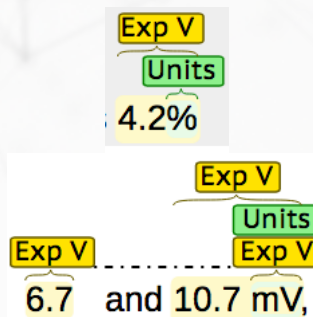 Exp V
Units
4.2%
Exp V
Units
Exp V Exp V
6.7 and 10.7 mV,